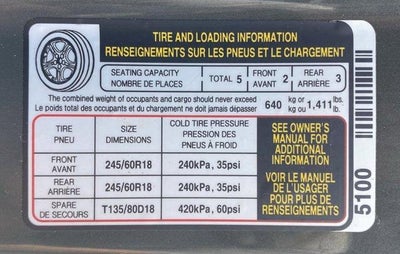 TIRE AND LOADING INFORMATION
RENSEIGNEMENTS SUR LES PNEUS ET LE CHARGEMENT
SEATING CAPACITY
NOMBRE DE PLACES
TOTAL 5
FRONT
AVANT 2
REAR
ARRIÈRE 3
The combined weight of occupants and cargo should never exceed
Le poids total des occupants et du chargement ne doit jamais dépasser
640 kg or
kg ou 1,411 lbs.
lb.
TIRE
PNEU
SIZE
DIMENSIONS
COLD TIRE PRESSURE
PRESSION DES
PNEUS À FROID
FRONT
AVANT
245/60R18
240kPa, 35psi
REAR
ARRIÈRE
245/60R18
240kPa, 35psi
SPARE
DE SECOURS
T135/80D18
420kPa, 60psi
SEE OWNER'S
MANUAL FOR
ADDITIONAL
INFORMATION
VOIR LE MANUEL
DE L'USAGER
POUR PLUS DE
RENSEIGNEMENTS
5100